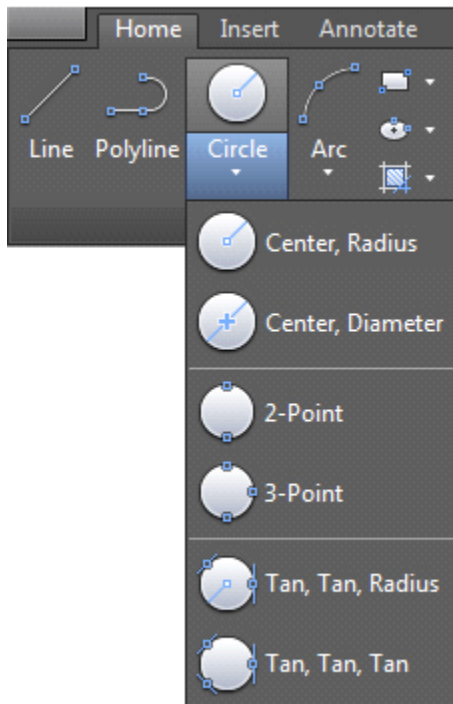 Home Insert Annotate
Line Polyline Circle Arc
Center, Radius
Center, Diameter
2-Point
3-Point
Tan, Tan, Radius
Tan, Tan, Tan